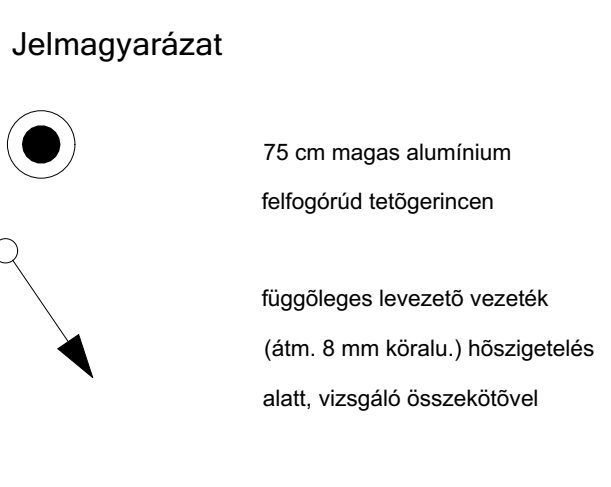 Jelmagyarázat
75 cm magas alumínium
felfogórúd tetõgerincen
függõleges levezetõ vezeték
(átm. 8 mm köralu.) hõszigetelés
alatt, vizsgáló összekötõvel